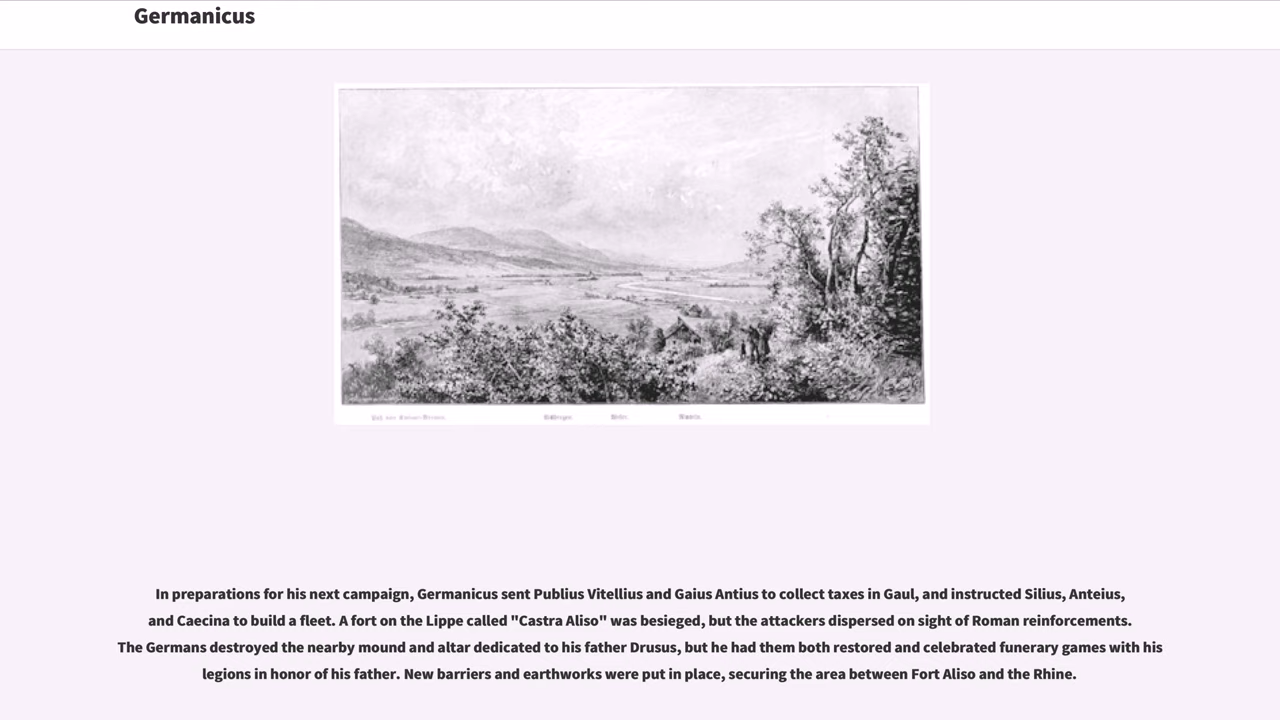 Germanicus
In preparations for his next campaign, Germanicus sent Publius Vitellius and Gaius Antius to collect taxes in Gaul, and instructed Silius, Anteius,
and Caecina to build a fleet. A fort on the Lippe called "Castra Aliso" was besieged, but the attackers dispersed on sight of Roman reinforcements.
The Germans destroyed the nearby mound and altar dedicated to his father Drusus, but he had them both restored and celebrated funerary games with his
legions in honor of his father. New barriers and earthworks were put in place, securing the area between Fort Aliso and the Rhine.